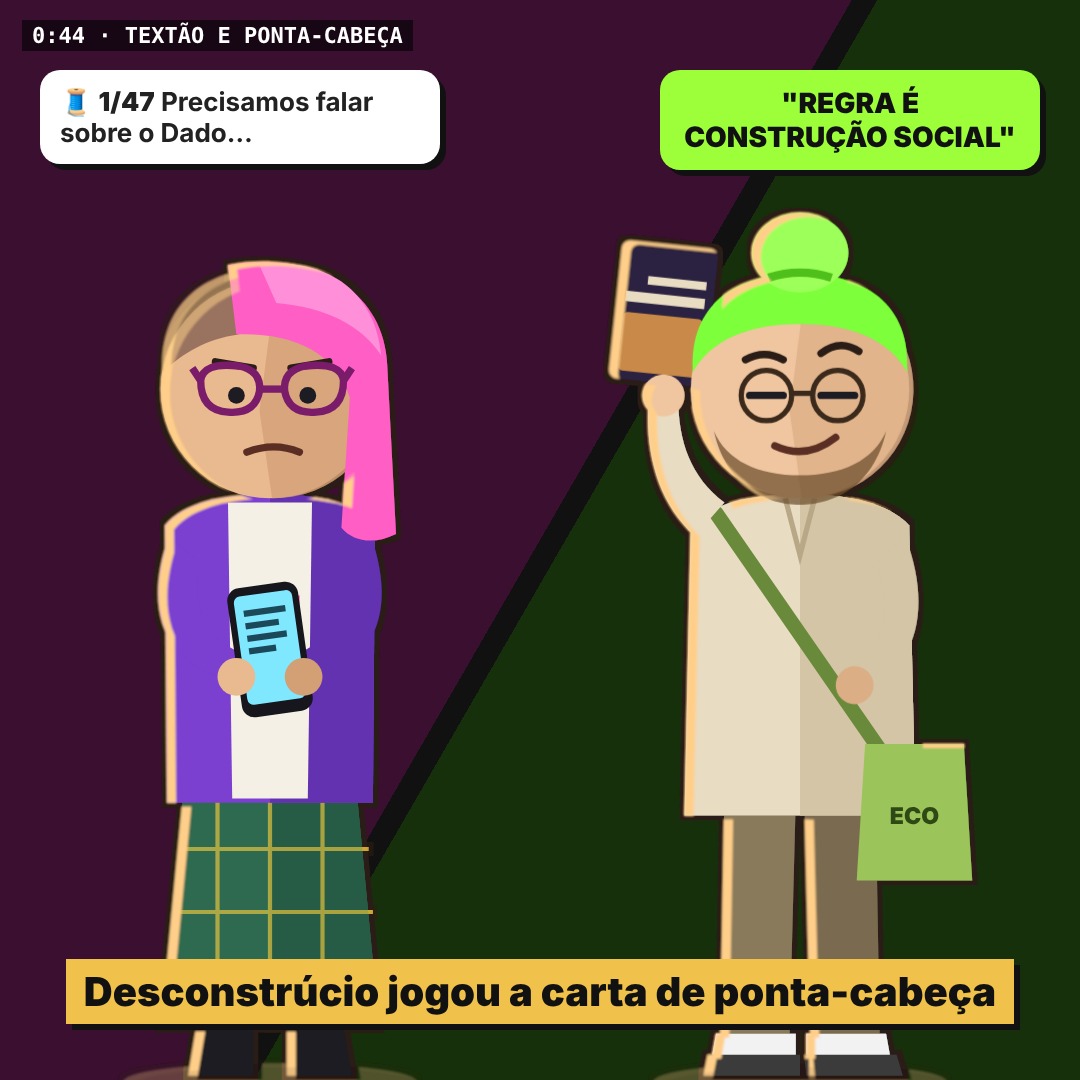 0:44 · TEXTÃO E PONTA-CABEÇA
🧵 1/47 Precisamos falar
sobre o Dado...
"REGRA É
CONSTRUÇÃO SOCIAL"
ECO
Desconstrúcio jogou a carta de ponta-cabeça